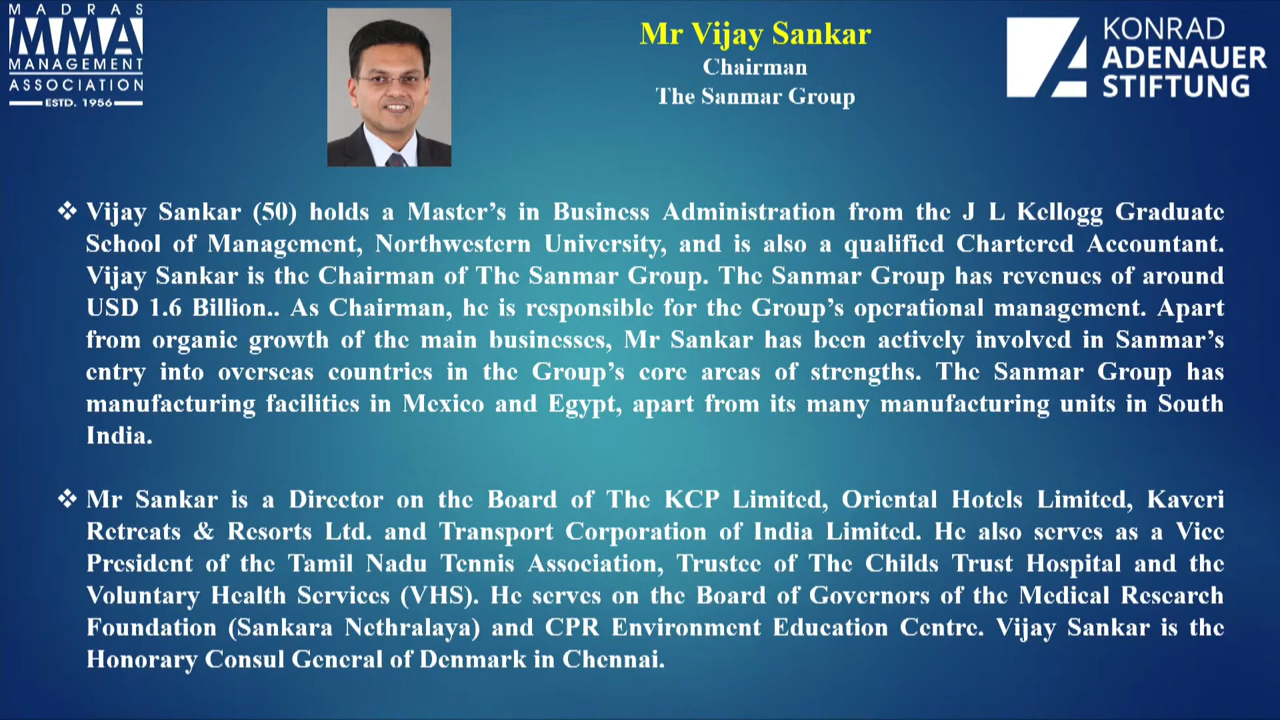 MADRAS
MMA
MANAGEMENT
ASSOCIATION
ESTD. 1956
Mr Vijay Sankar
Chairman
The Sanmar Group
KONRAD
ADENAUER
STIFTUNG
❖ Vijay Sankar (50) holds a Master's in Business Administration from the J L Kellogg Graduate
School of Management, Northwestern University, and is also a qualified Chartered Accountant.
Vijay Sankar is the Chairman of The Sanmar Group. The Sanmar Group has revenues of around
USD 1.6 Billion.. As Chairman, he is responsible for the Group's operational management. Apart
from organic growth of the main businesses, Mr Sankar has been actively involved in Sanmar's
entry into overseas countries in the Group's core areas of strengths. The Sanmar Group has
manufacturing facilities in Mexico and Egypt, apart from its many manufacturing units in South
India.
❖ Mr Sankar is a Director on the Board of The KCP Limited, Oriental Hotels Limited, Kaveri
Retreats & Resorts Ltd. and Transport Corporation of India Limited. He also serves as a Vice
President of the Tamil Nadu Tennis Association, Trustee of The Childs Trust Hospital and the
Voluntary Health Services (VHS). He serves on the Board of Governors of the Medical Research
Foundation (Sankara Nethralaya) and CPR Environment Education Centre. Vijay Sankar is the
Honorary Consul General of Denmark in Chennai.